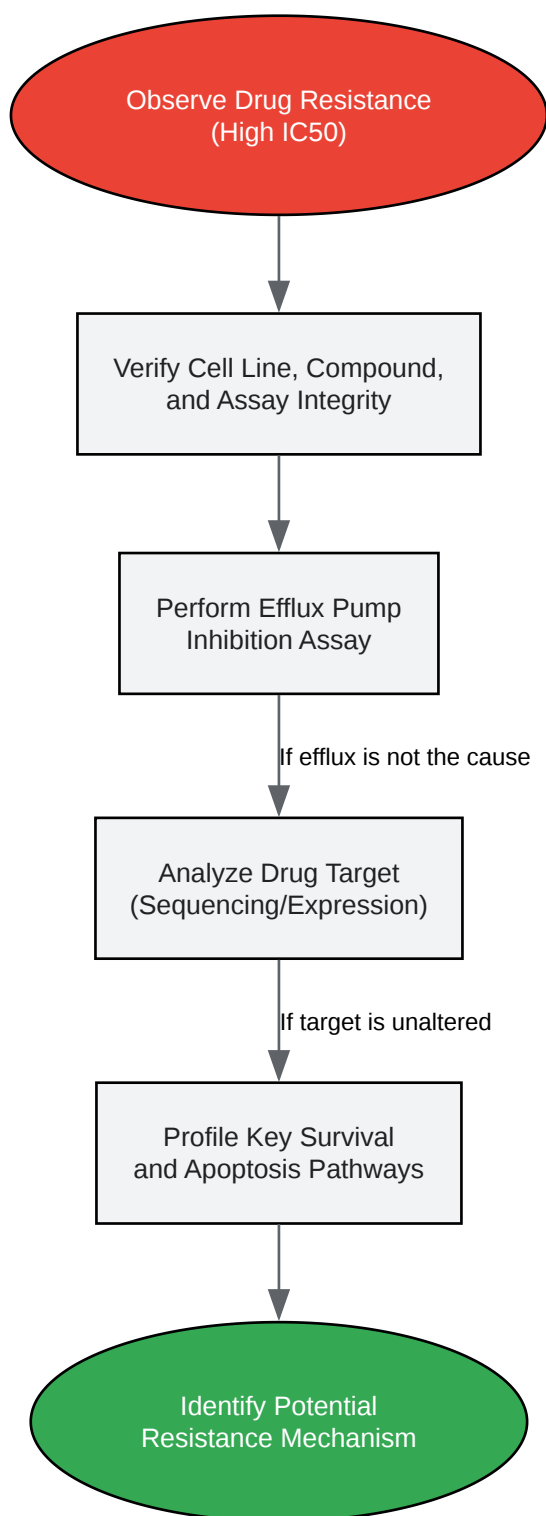 Observe Drug Resistance
(High IC50)
Verify Cell Line, Compound,
and Assay Integrity
Perform Efflux Pump
Inhibition Assay
If efflux is not the cause
Analyze Drug Target
(Sequencing/Expression)
If target is unaltered
Profile Key Survival
and Apoptosis Pathways
Identify Potential
Resistance Mechanism